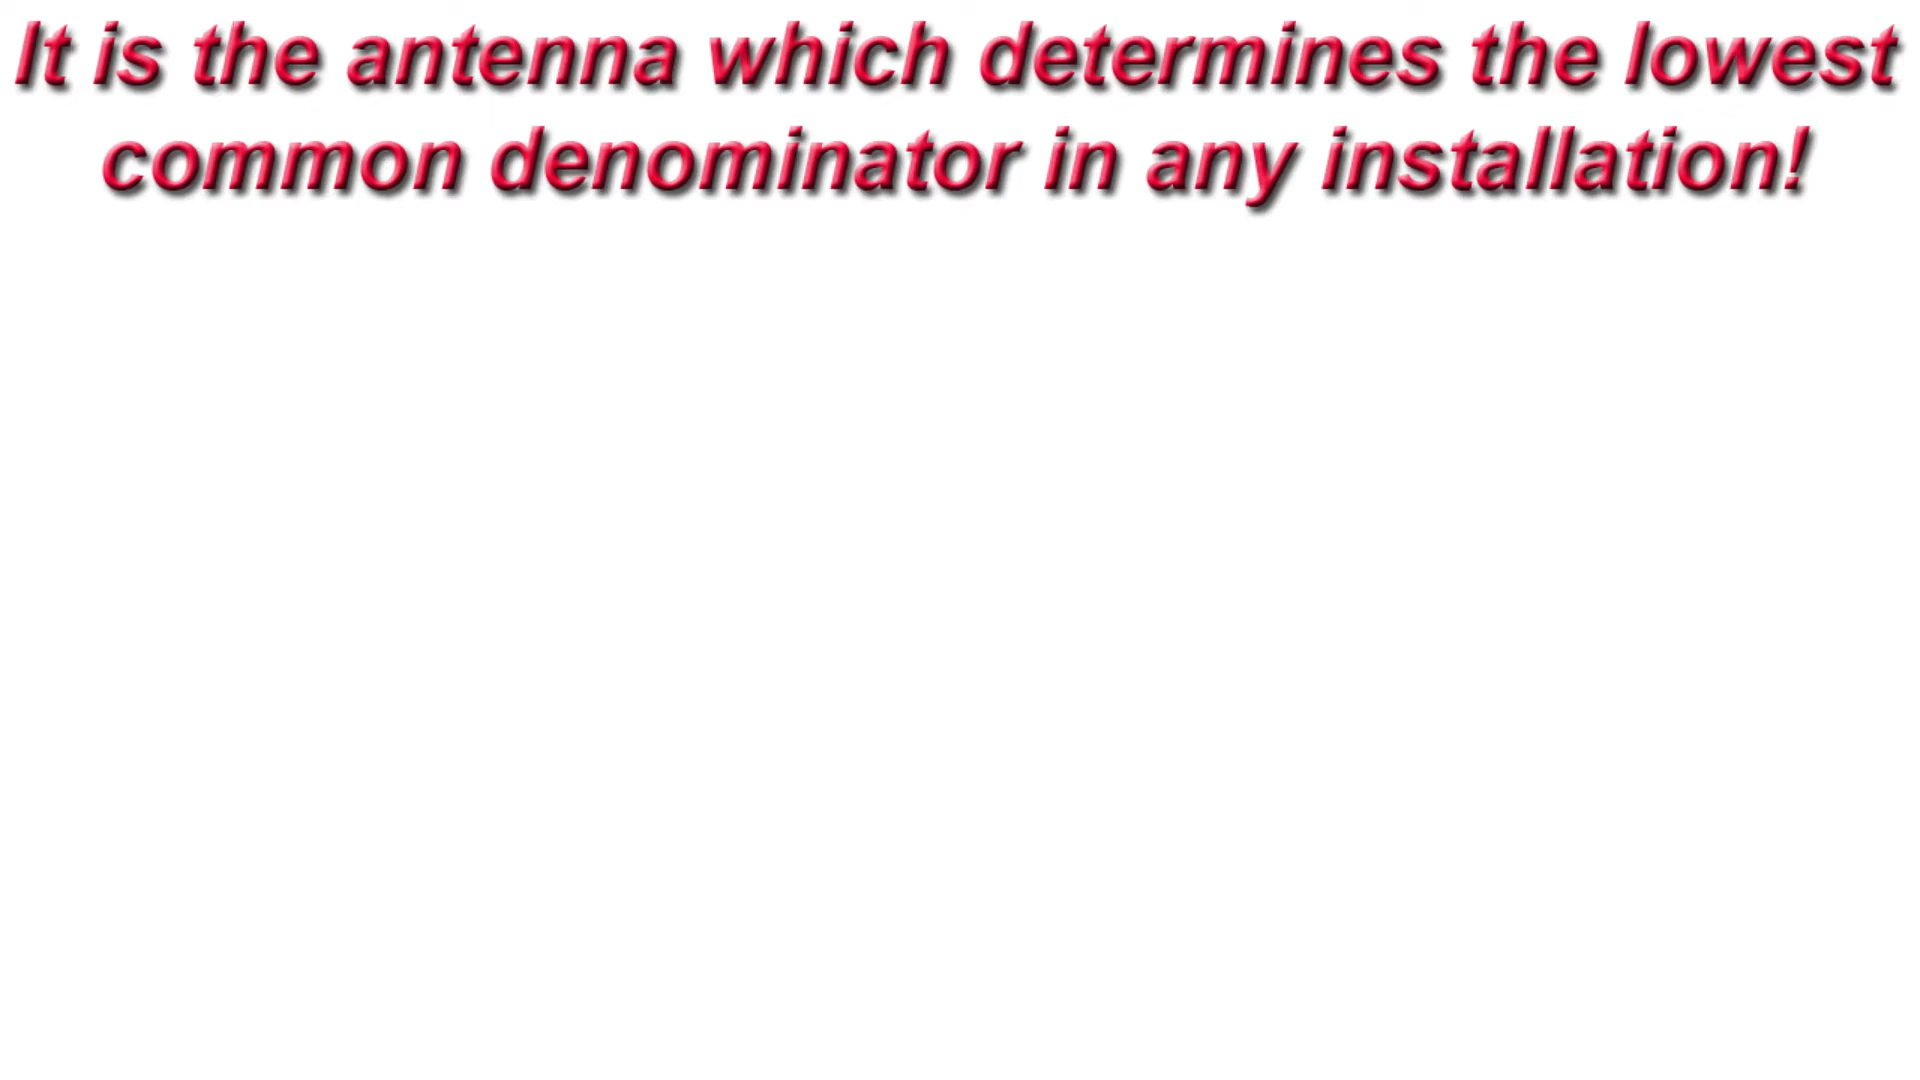 It is the antenna which determines the lowest
common denominator in any installation!